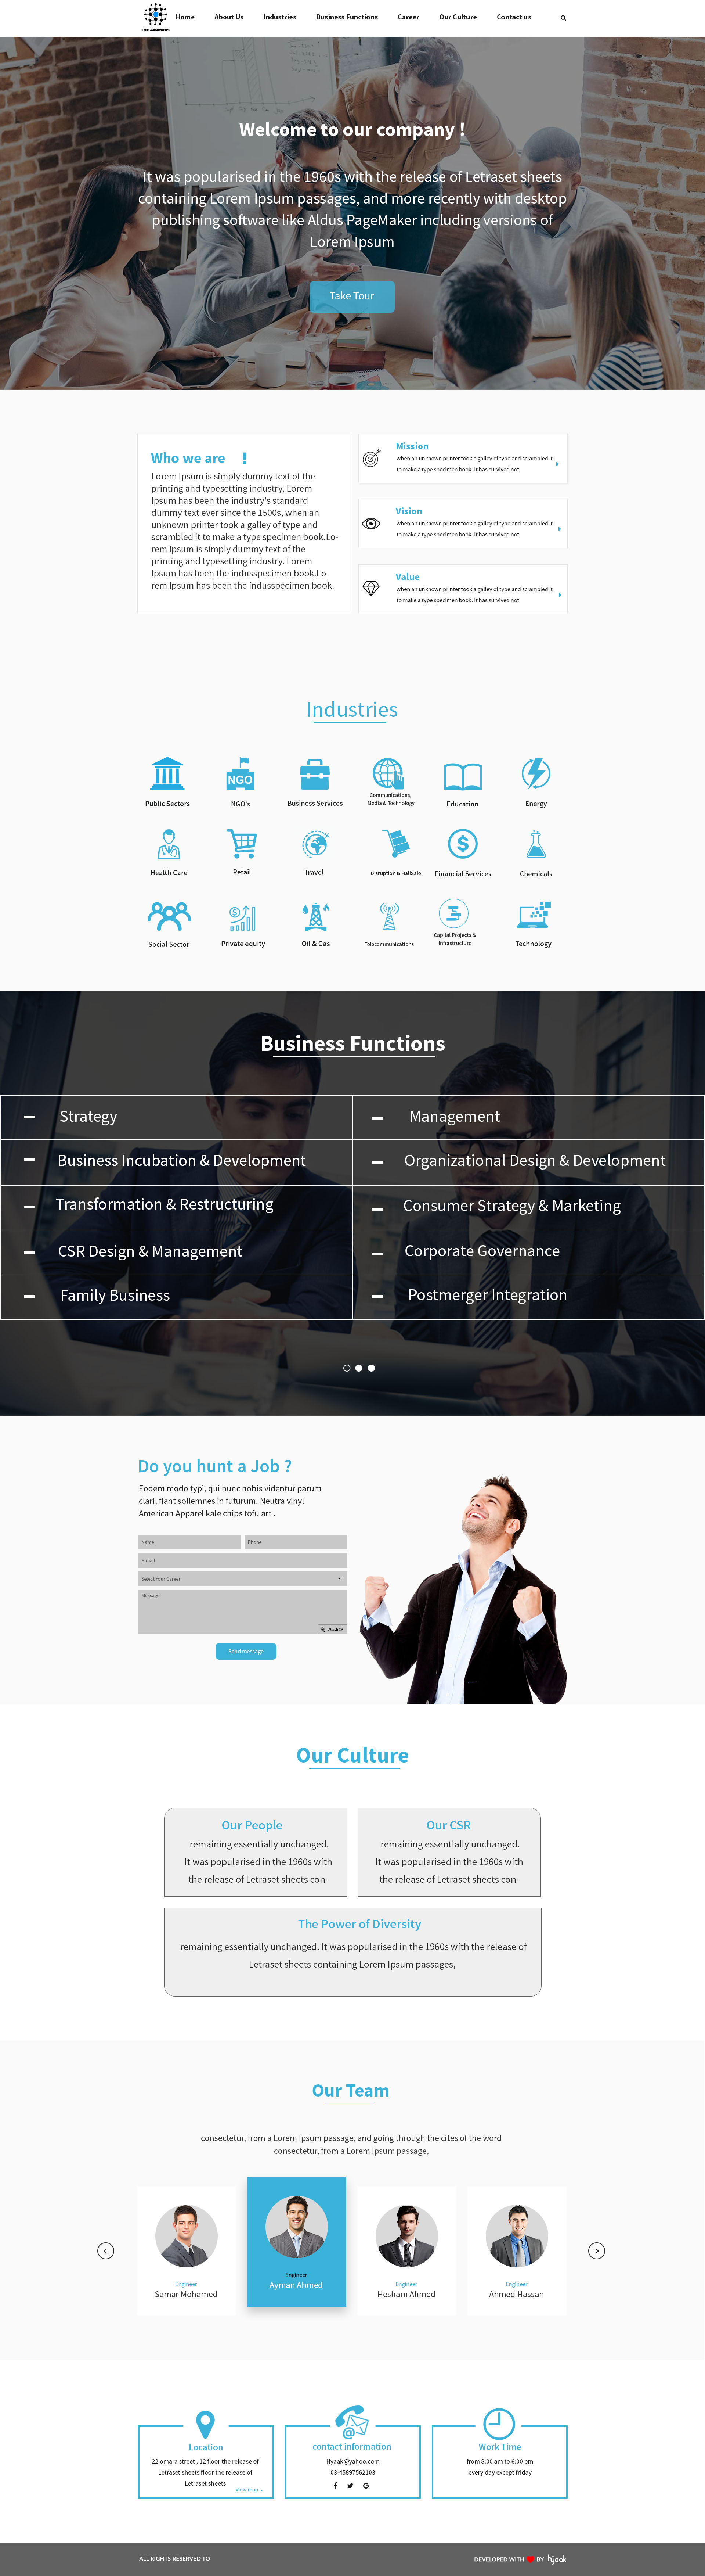 The Acumness
Home About Us Industries Business Functions Career Our Culture Contact us
Welcome to our company !
It was popularised in the 1960s with the release of Letraset sheets
containing Lorem Ipsum passages, and more recently with desktop
publishing software like Aldus PageMaker including versions of
Lorem Ipsum
Take Tour
Who we are !
Lorem Ipsum is simply dummy text of the
printing and typesetting industry. Lorem
Ipsum has been the industry's standard
dummy text ever since the 1500s, when an
unknown printer took a galley of type and
scrambled it to make a type specimen book.Lo-
rem Ipsum is simply dummy text of the
printing and typesetting industry. Lorem
Ipsum has been the indusspecimen book.Lo-
rem Ipsum has been the indusspecimen book.
Mission
when an unknown printer took a galley of type and scrambled it
to make a type specimen book. It has survived not
Vision
when an unknown printer took a galley of type and scrambled it
to make a type specimen book. It has survived not
Value
when an unknown printer took a galley of type and scrambled it
to make a type specimen book. It has survived not
Industries
NGO
Public Sectors
NGO's
Business Services
Communications,
Media & Technology
Education
Energy
Health Care
Retail
Travel
Disruption & HallSale
Financial Services
Chemicals
Social Sector
Private equity
Oil & Gas
Telecommunications
Capital Projects &
Infrastructure
Technology
Business Functions
Strategy
Management
Business Incubation & Development
Organizational Design & Development
Transformation & Restructuring
Consumer Strategy & Marketing
CSR Design & Management
Corporate Governance
Family Business
Postmerger Integration
Do you hunt a Job ?
Eodem modo typi, qui nunc nobis videntur parum
clari, fiant sollemnes in futurum. Neutra vinyl
American Apparel kale chips tofu art .
Name
Phone
E-mail
Select Your Career
Message
Attach CV
Send message
Our Culture
Our People
remaining essentially unchanged.
It was popularised in the 1960s with
the release of Letraset sheets con-
Our CSR
remaining essentially unchanged.
It was popularised in the 1960s with
the release of Letraset sheets con-
The Power of Diversity
remaining essentially unchanged. It was popularised in the 1960s with the release of
Letraset sheets containing Lorem Ipsum passages,
Our Team
consectetur, from a Lorem Ipsum passage, and going through the cites of the word
consectetur, from a Lorem Ipsum passage,
Engineer
Samar Mohamed
Engineer
Ayman Ahmed
Engineer
Hesham Ahmed
Engineer
Ahmed Hassan
Location
22 omara street , 12 floor the release of
Letraset sheets floor the release of
Letraset sheets
view map
contact information
Hyaak@yahoo.com
03-45897562103
Work Time
from 8:00 am to 6:00 pm
every day except friday
ALL RIGHTS RESERVED TO
DEVELOPED WITH BY hjaak